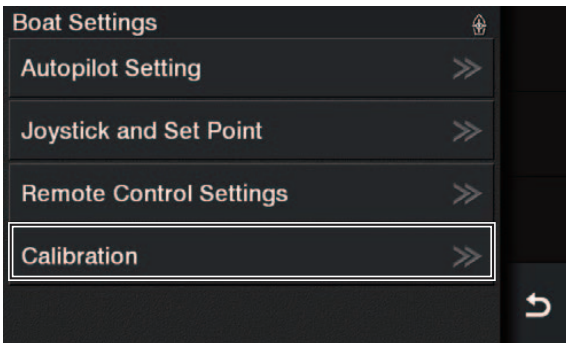 Boat Settings
Autopilot Setting
Joystick and Set Point
Remote Control Settings
Calibration